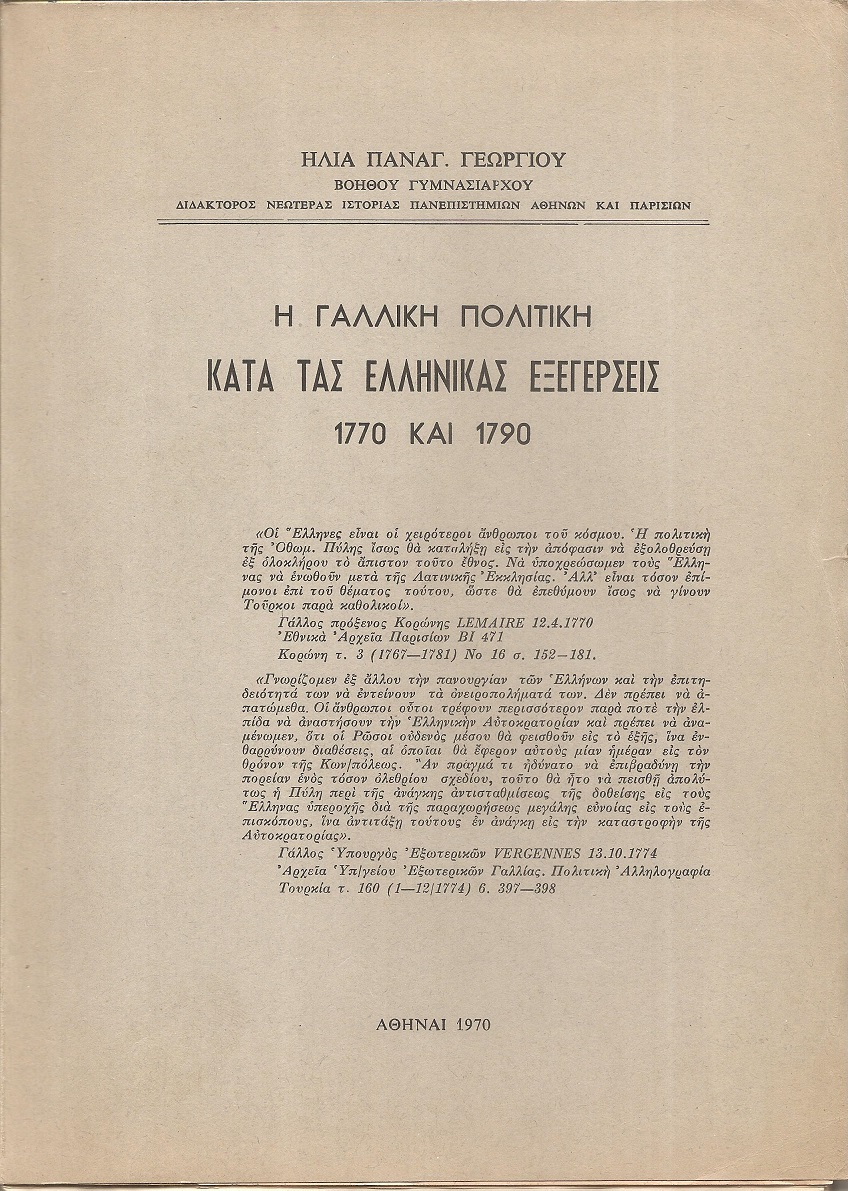 ΗΛΙΑ ΠΑΝΑΓ. ΓΕΩΡΓΙΟΥ
ΒΟΗΘΟΥ ΓΥΜΝΑΣΙΑΡΧΟΥ
ΔΙΔΑΚΤΟΡΟΣ ΝΕΩΤΕΡΑΣ ΙΣΤΟΡΙΑΣ ΠΑΝΕΠΙΣΤΗΜΙΩΝ ΑΘΗΝΩΝ ΚΑΙ ΠΑΡΙΣΙΩΝ
Η ΓΑΛΛΙΚΗ ΠΟΛΙΤΙΚΗ
ΚΑΤΑ ΤΑΣ ΕΛΛΗΝΙΚΑΣ ΕΞΕΓΕΡΣΕΙΣ
1770 ΚΑΙ 1790
«Οἱ Ἕλληνες εἶναι οἱ χειρότεροι ἄνθρωποι τοῦ κόσμου. Ἡ πολιτικὴ
τῆς Ὀθωμ. Πύλης ἴσως θὰ καταλήξῃ εἰς τὴν ἀπόφασιν νὰ ἐξολοθρεύσῃ
ἐξ ὁλοκλήρου τὸ ἄπιστον τοῦτο ἔθνος. Νὰ ὑποχρεώσωμεν τοὺς Ἕλλη-
νας νὰ ἑνωθοῦν μετὰ τῆς Λατινικῆς Ἐκκλησίας. Ἀλλ' εἶναι τόσον ἐπί-
μονοι ἐπὶ τοῦ θέματος τούτου, ὥστε θὰ ἐπεθύμουν ἴσως νὰ γίνουν
Τοῦρκοι παρὰ καθολικοί».
Γάλλος πρόξενος Κορώνης LEMAIRE 12.4.1770
Ἐθνικὰ Ἀρχεῖα Παρισίων ΒΙ 471
Κορώνη τ. 3 (1767—1781) Νο 16 σ. 152—181.
«Γνωρίζομεν ἐξ ἄλλου τὴν πανουργίαν τῶν Ἑλλήνων καὶ τὴν ἐπιτη-
δειότητά των νὰ ἐντείνουν τὰ ὀνειροπολήματά των. Δὲν πρέπει νὰ ἀ-
πατώμεθα. Οἱ ἄνθρωποι οὗτοι τρέφουν περισσότερον παρὰ ποτὲ τὴν ἐλ-
πίδα νὰ ἀναστήσουν τὴν Ἑλληνικὴν Αὐτοκρατορίαν καὶ πρέπει νὰ ἀνα-
μένωμεν, ὅτι οἱ Ρῶσοι οὐδενὸς μέσου θὰ φεισθοῦν εἰς τὸ ἑξῆς, ἵνα ἐν-
θαρρύνουν διαθέσεις, αἱ ὁποῖαι θὰ ἔφερον αὐτοὺς μίαν ἡμέραν εἰς τὸν
θρόνον τῆς Κων/πόλεως. Ἂν πρᾶγμά τι ἠδύνατο νὰ ἐπιβραδύνῃ τὴν
πορείαν ἑνὸς τόσον ὀλεθρίου σχεδίου, τοῦτο θὰ ἦτο νὰ πεισθῇ ἀπολύ-
τως ἡ Πύλη περὶ τῆς ἀνάγκης ἀντισταθμίσεως τῆς δοθείσης εἰς τοὺς
Ἕλληνας ὑπεροχῆς διὰ τῆς παραχωρήσεως μεγάλης εὐνοίας εἰς τοὺς ἐ-
πισκόπους, ἵνα ἀντιτάξῃ τούτους ἐν ἀνάγκῃ εἰς τὴν καταστροφὴν τῆς
Αὐτοκρατορίας».
Γάλλος Ὑπουργὸς Ἐξωτερικῶν VERGENNES 13.10.1774
Ἀρχεῖα Ὑπ/γείου Ἐξωτερικῶν Γαλλίας. Πολιτικὴ Ἀλληλογραφία
Τουρκία τ. 160 (1—12/1774) 6. 397—398
ΑΘΗΝΑΙ 1970